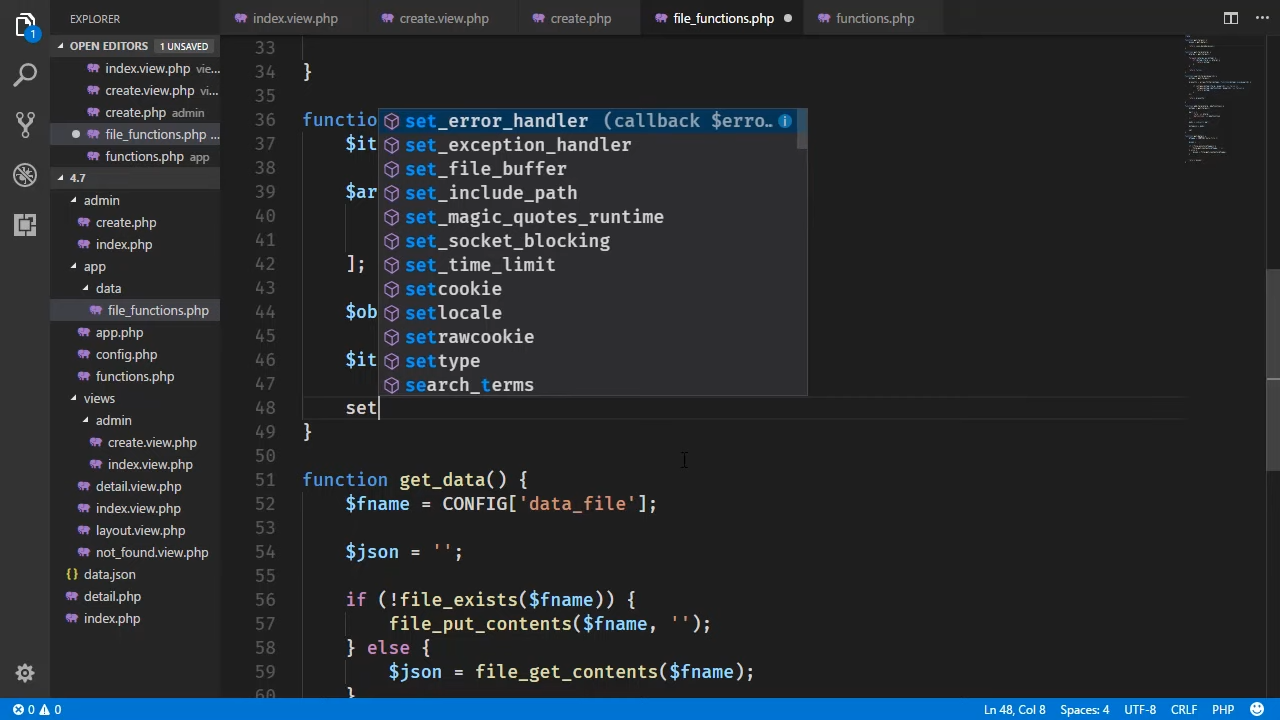 EXPLORER
index.view.php
create.view.php
create.php
file_functions.php
functions.php
1
OPEN EDITORS 1 UNSAVED
index.view.php vie...
create.view.php vi...
create.php admin
file_functions.php ...
functions.php app
4.7
admin
create.php
index.php
app
data
file_functions.php
app.php
config.php
functions.php
views
admin
create.view.php
index.view.php
detail.view.php
index.view.php
layout.view.php
not_found.view.php
{} data.json
detail.php
index.php
33
34 }
35
36 functio
37 $it
38
39 $ar
40
41
42 ];
43
44 $ob
45
46 $it
47
48 set
49 }
50
51 function get_data() {
52 $fname = CONFIG['data_file'];
53
54 $json = '';
55
56 if (!file_exists($fname)) {
57 file_put_contents($fname, '');
58 } else {
59 $json = file_get_contents($fname);
60 }
set_error_handler (callback $erro…
set_exception_handler
set_file_buffer
set_include_path
set_magic_quotes_runtime
set_socket_blocking
set_time_limit
setcookie
setlocale
setrawcookie
settype
search_terms
0 0
Ln 48, Col 8 Spaces: 4 UTF-8 CRLF PHP